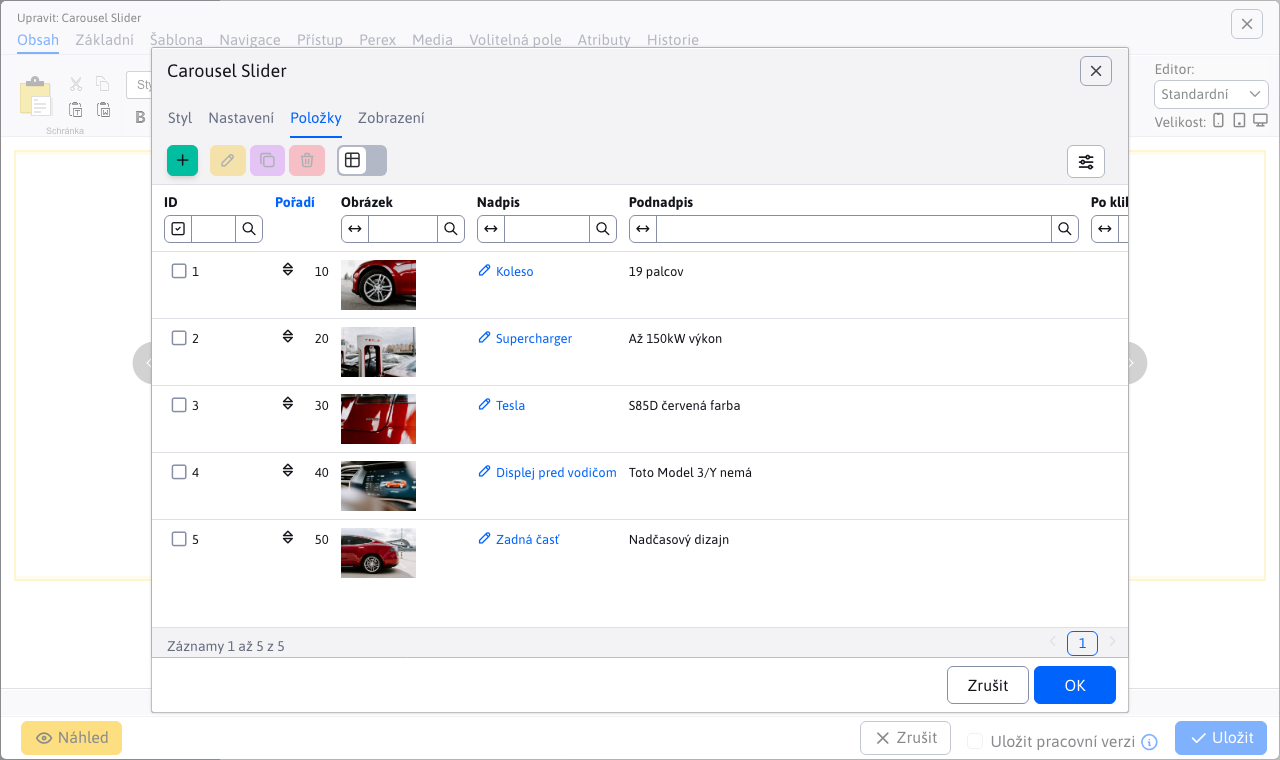 Upravit: Carousel Slider
Obsah Základní Šablona Navigace Přístup Perex Media Volitelná pole Atributy Historie
Schránka
B
Editor:
Standardní
Velikost:
Carousel Slider
Styl Nastavení Položky Zobrazení
ID Pořadí Obrázek Nadpis Podnadpis Po kli
1 10 Koleso 19 palcov
2 20 Supercharger Až 150kW výkon
3 30 Tesla S85D červená farba
4 40 Displej pred vodičom Toto Model 3/Y nemá
5 50 Zadná časť Nadčasový dizajn
Záznamy 1 až 5 z 5
1
Zrušit OK
Náhled Zrušit Uložit pracovní verzi Uložit